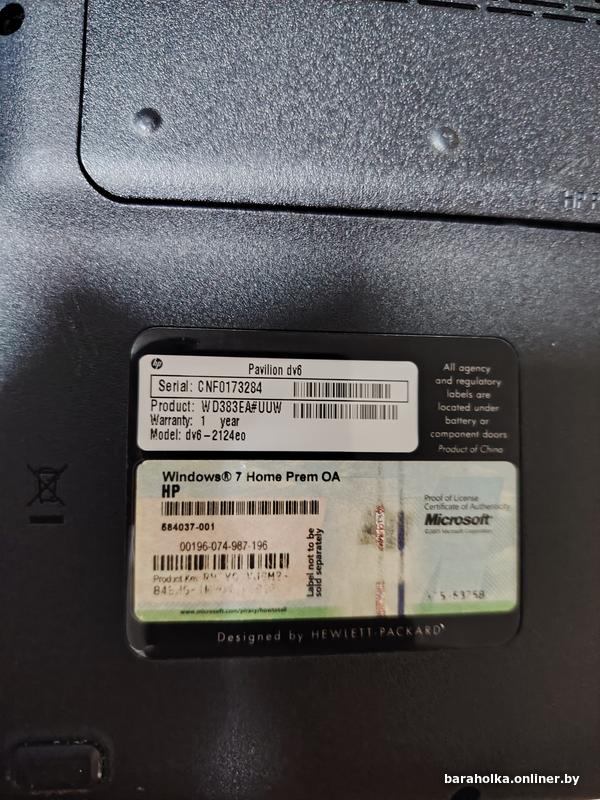 hp
Pavilion dv6
Serial: CNF0173284
Product: WD383EA#UUW
Warranty: 1 year
Model: dv6-2124eo
All agency
and regulatory
labels are
located under
battery or
component doors
Product of China
Windows® 7 Home Prem OA
HP
584037-001
00196-074-987-196
Product Key:
Label not to be
sold separately
www.microsoft.com/piracy/howtotell
Proof of License
Certificate of Authenticity
Microsoft®
Designed by HEWLETT-PACKARD
baraholka.onliner.by